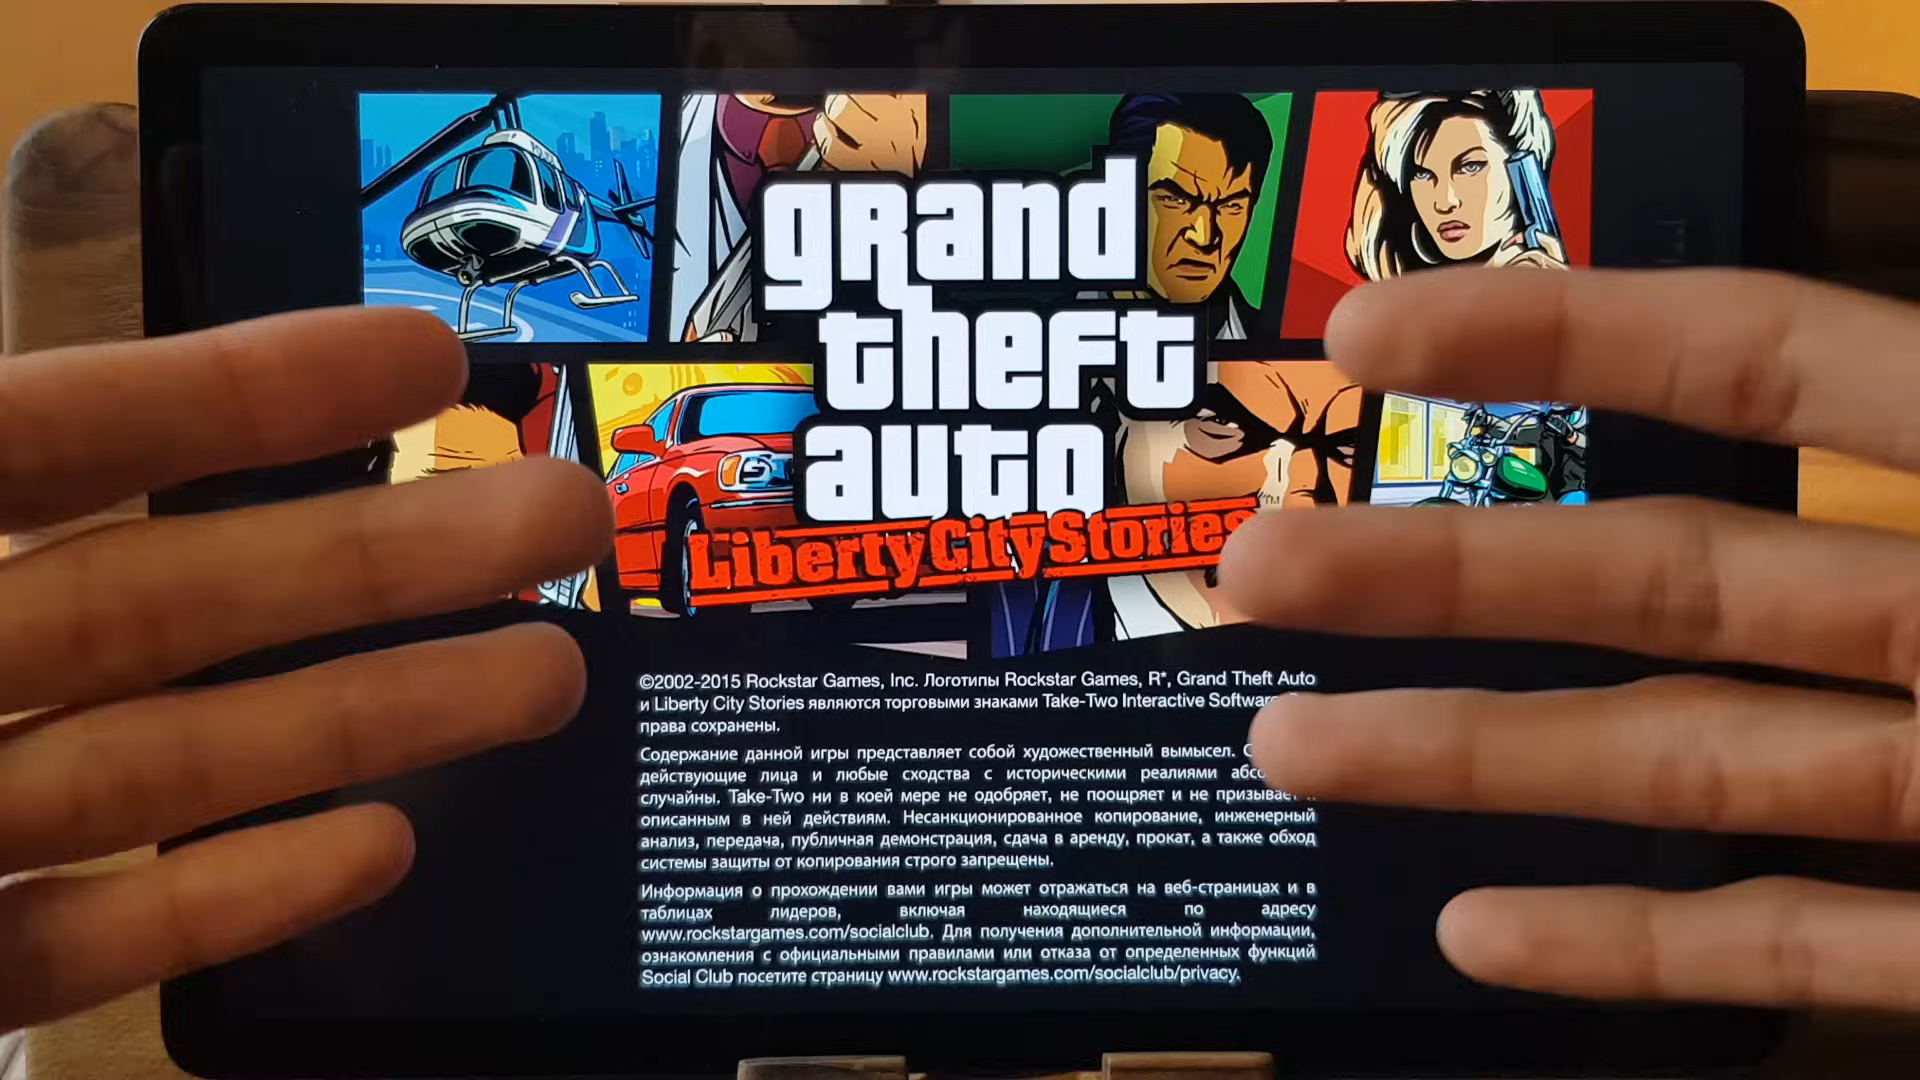 grand
theft
auto
Liberty City Stories
©2002-2015 Rockstar Games, Inc. Логотипы Rockstar Games, R*, Grand Theft Auto
и Liberty City Stories являются торговыми знаками Take-Two Interactive Software.
права сохранены.
Содержание данной игры представляет собой художественный вымысел.
действующие лица и любые сходства с историческими реалиями
случайны. Take-Two ни в коей мере не одобряет, не поощряет и не призывает к
описанным в ней действиям. Несанкционированное копирование, инженерный
анализ, передача, публичная демонстрация, сдача в аренду, прокат, а также обход
системы защиты от копирования строго запрещены.
Информация о прохождении вами игры может отражаться на веб-страницах и в
таблицах лидеров, включая находящиеся по адресу
www.rockstargames.com/socialclub. Для получения дополнительной информации,
ознакомления с официальными правилами или отказа от определенных функций
Social Club посетите страницу www.rockstargames.com/socialclub/privacy.